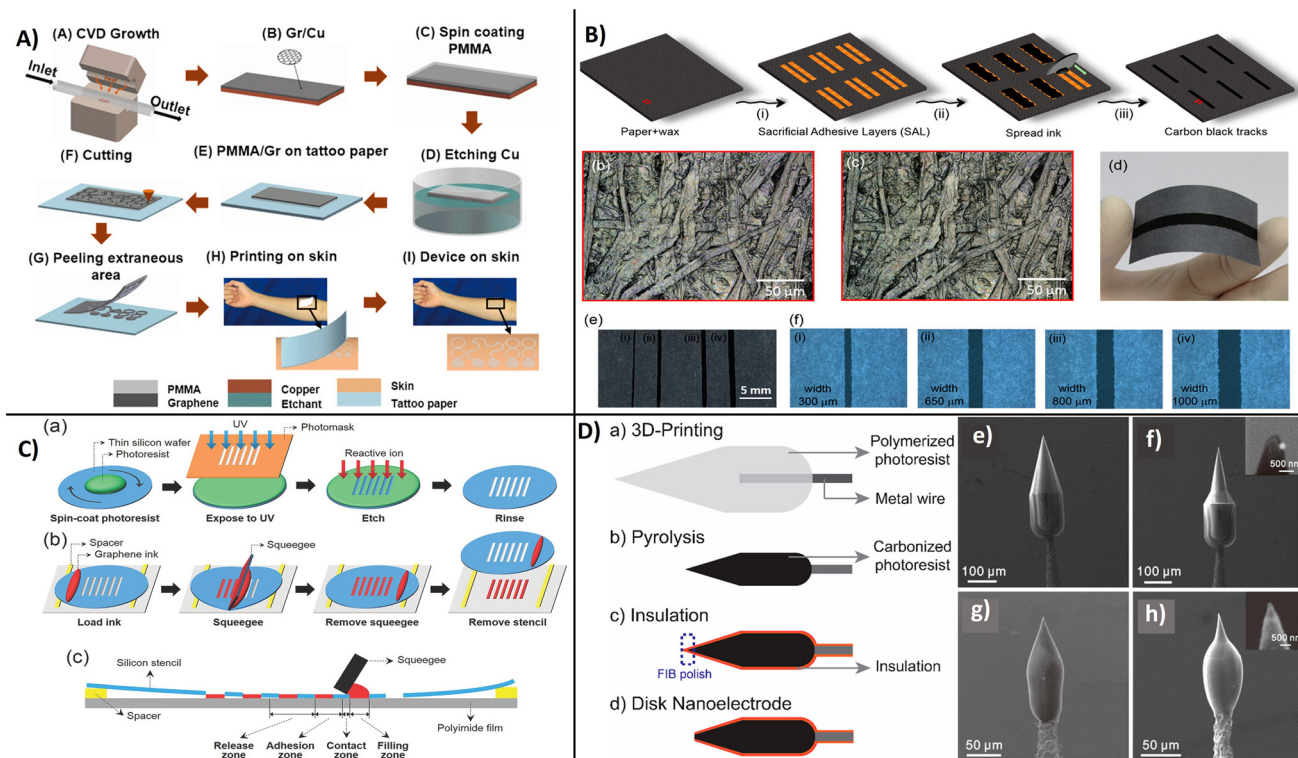 A)
(A) CVD Growth
Inlet
Outlet
(B) Gr/Cu
(C) Spin coating
PMMA
(F) Cutting
(E) PMMA/Gr on tattoo paper
(D) Etching Cu
(G) Peeling extraneous
area
(H) Printing on skin
(I) Device on skin
PMMA
Graphene
Copper
Etchant
Skin
Tattoo paper
B)
Paper+wax
(i)
Sacrificial Adhesive Layers (SAL)
(ii)
Spread ink
(iii)
Carbon black tracks
(b)
50 μm
(c)
50 μm
(d)
(e)
(i)
(ii)
(iii)
(iv)
5 mm
(f)
(i)
width
300 μm
(ii)
width
650 μm
(iii)
width
800 μm
(iv)
width
1000 μm
C)
(a)
Thin silicon wafer
Photoresist
UV
Photomask
Reactive ion
Spin-coat photoresist
Expose to UV
Etch
Rinse
(b)
Spacer
Graphene ink
Squeegee
Load ink
Squeegee
Remove squeegee
Remove stencil
(c)
Silicon stencil
Squeegee
Spacer
Polyimide film
Release
zone
Adhesion
zone
Contact
zone
Filling
zone
D)
a) 3D-Printing
Polymerized
photoresist
Metal wire
b) Pyrolysis
Carbonized
photoresist
c) Insulation
FIB polish
Insulation
d) Disk Nanoelectrode
e)
100 μm
f)
500 nm
100 μm
g)
50 μm
h)
500 nm
50 μm